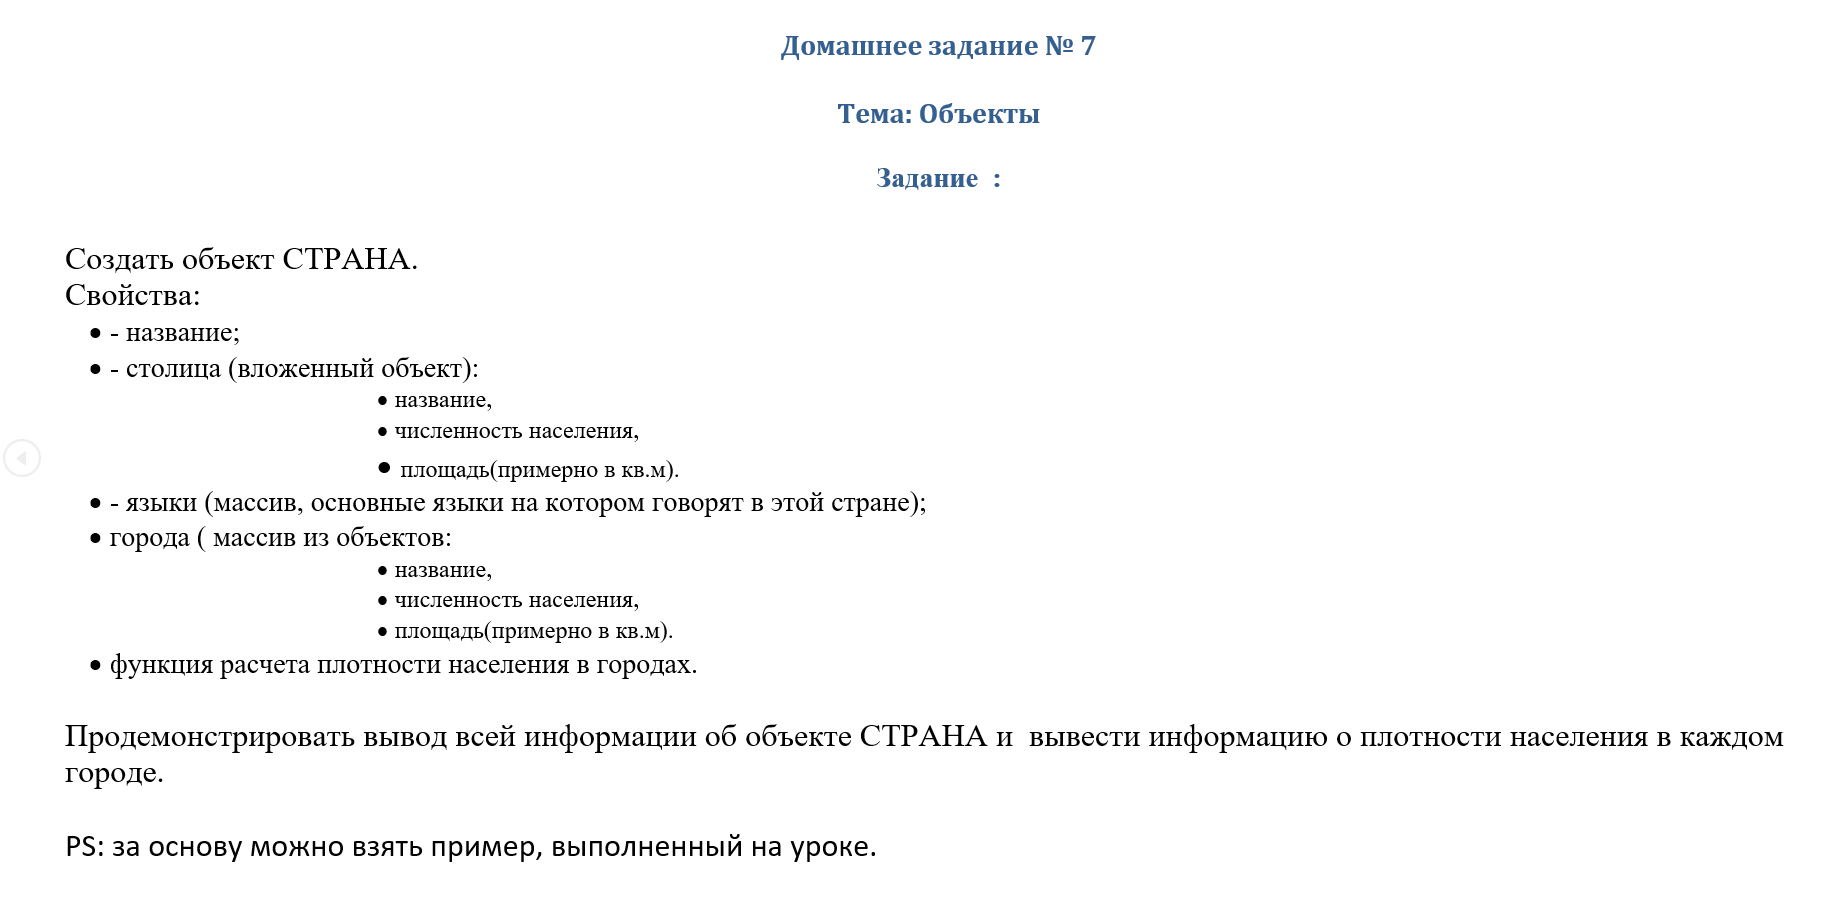 Домашнее задание № 7
Тема: Объекты
Задание :
Создать объект СТРАНА.
Свойства:
• - название;
• - столица (вложенный объект):
• название,
• численность населения,
• площадь(примерно в кв.м).
• - языки (массив, основные языки на котором говорят в этой стране);
• города ( массив из объектов:
• название,
• численность населения,
• площадь(примерно в кв.м).
• функция расчета плотности населения в городах.
Продемонстрировать вывод всей информации об объекте СТРАНА и вывести информацию о плотности населения в каждом
городе.
PS: за основу можно взять пример, выполненный на уроке.